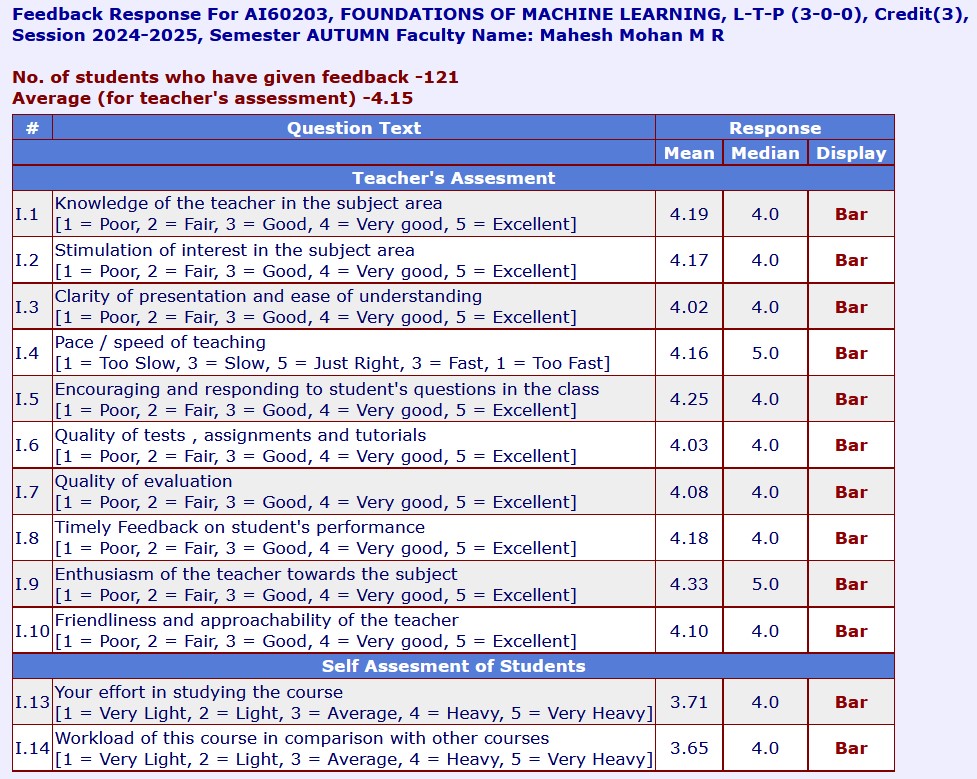 Feedback Response For AI60203, FOUNDATIONS OF MACHINE LEARNING, L-T-P (3-0-0), Credit(3),
Session 2024-2025, Semester AUTUMN Faculty Name: Mahesh Mohan M R
No. of students who have given feedback -121
Average (for teacher's assessment) -4.15
# Question Text Response
Mean Median Display
Teacher's Assesment
I.1 Knowledge of the teacher in the subject area
[1 = Poor, 2 = Fair, 3 = Good, 4 = Very good, 5 = Excellent] 4.19 4.0 Bar
I.2 Stimulation of interest in the subject area
[1 = Poor, 2 = Fair, 3 = Good, 4 = Very good, 5 = Excellent] 4.17 4.0 Bar
I.3 Clarity of presentation and ease of understanding
[1 = Poor, 2 = Fair, 3 = Good, 4 = Very good, 5 = Excellent] 4.02 4.0 Bar
I.4 Pace / speed of teaching
[1 = Too Slow, 3 = Slow, 5 = Just Right, 3 = Fast, 1 = Too Fast] 4.16 5.0 Bar
I.5 Encouraging and responding to student's questions in the class
[1 = Poor, 2 = Fair, 3 = Good, 4 = Very good, 5 = Excellent] 4.25 4.0 Bar
I.6 Quality of tests , assignments and tutorials
[1 = Poor, 2 = Fair, 3 = Good, 4 = Very good, 5 = Excellent] 4.03 4.0 Bar
I.7 Quality of evaluation
[1 = Poor, 2 = Fair, 3 = Good, 4 = Very good, 5 = Excellent] 4.08 4.0 Bar
I.8 Timely Feedback on student's performance
[1 = Poor, 2 = Fair, 3 = Good, 4 = Very good, 5 = Excellent] 4.18 4.0 Bar
I.9 Enthusiasm of the teacher towards the subject
[1 = Poor, 2 = Fair, 3 = Good, 4 = Very good, 5 = Excellent] 4.33 5.0 Bar
I.10 Friendliness and approachability of the teacher
[1 = Poor, 2 = Fair, 3 = Good, 4 = Very good, 5 = Excellent] 4.10 4.0 Bar
Self Assesment of Students
I.13 Your effort in studying the course
[1 = Very Light, 2 = Light, 3 = Average, 4 = Heavy, 5 = Very Heavy] 3.71 4.0 Bar
I.14 Workload of this course in comparison with other courses
[1 = Very Light, 2 = Light, 3 = Average, 4 = Heavy, 5 = Very Heavy] 3.65 4.0 Bar